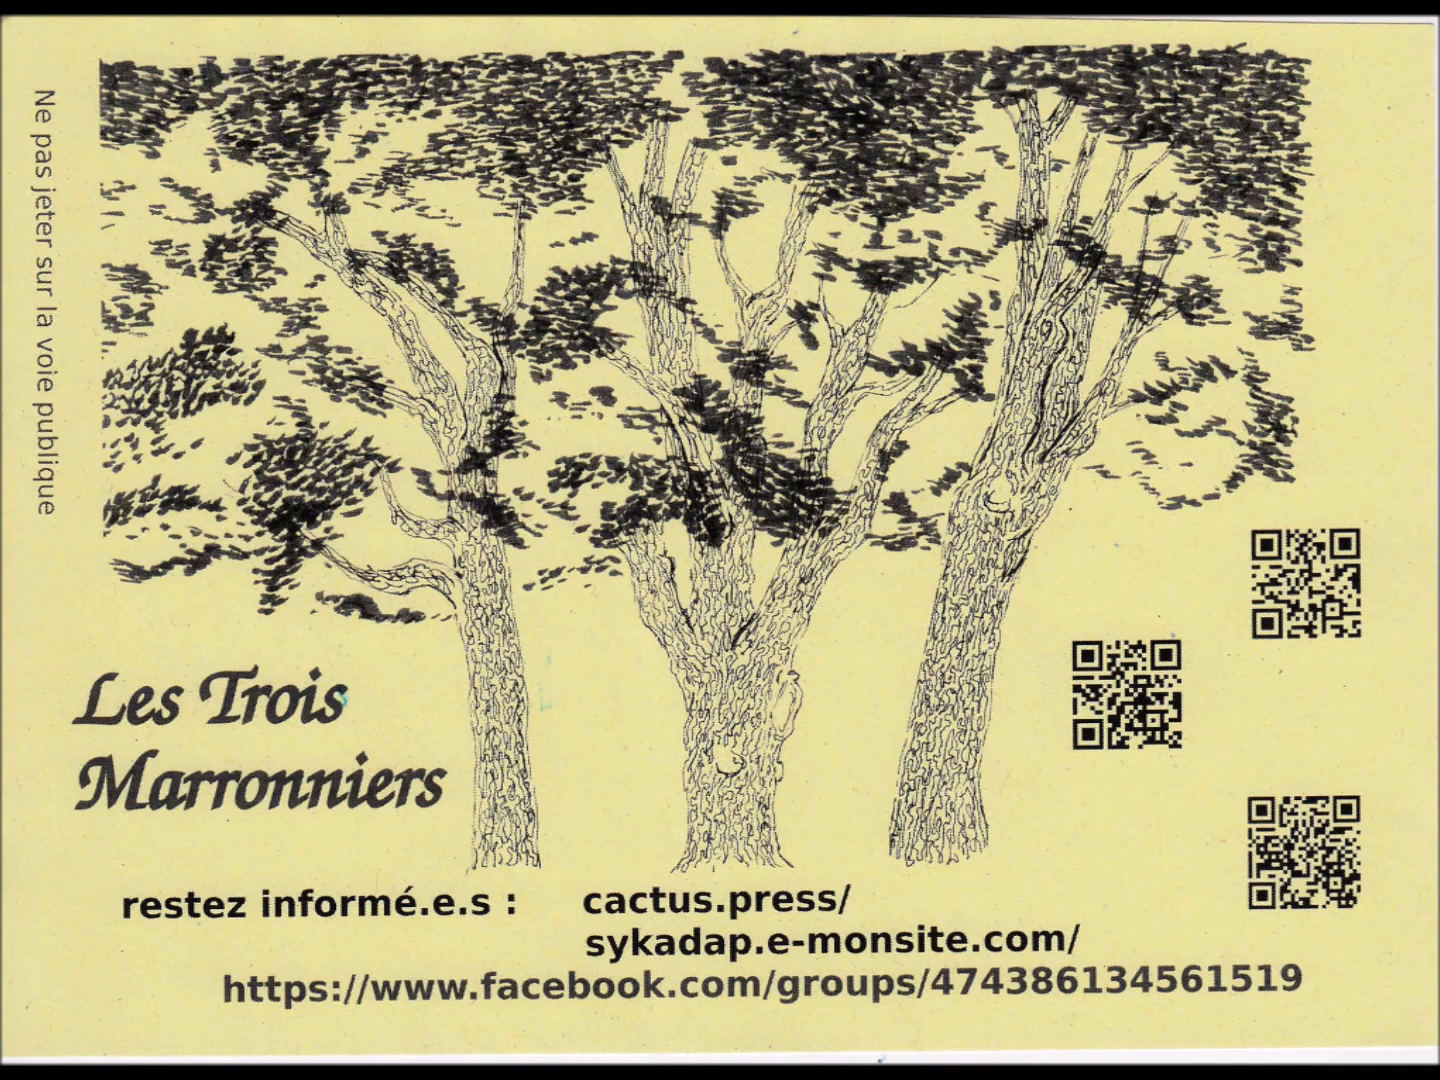 Ne pas jeter sur la voie publique
Les Trois
Marronniers
restez informé.e.s : cactus.press/
sykadap.e-monsite.com/
https://www.facebook.com/groups/474386134561519